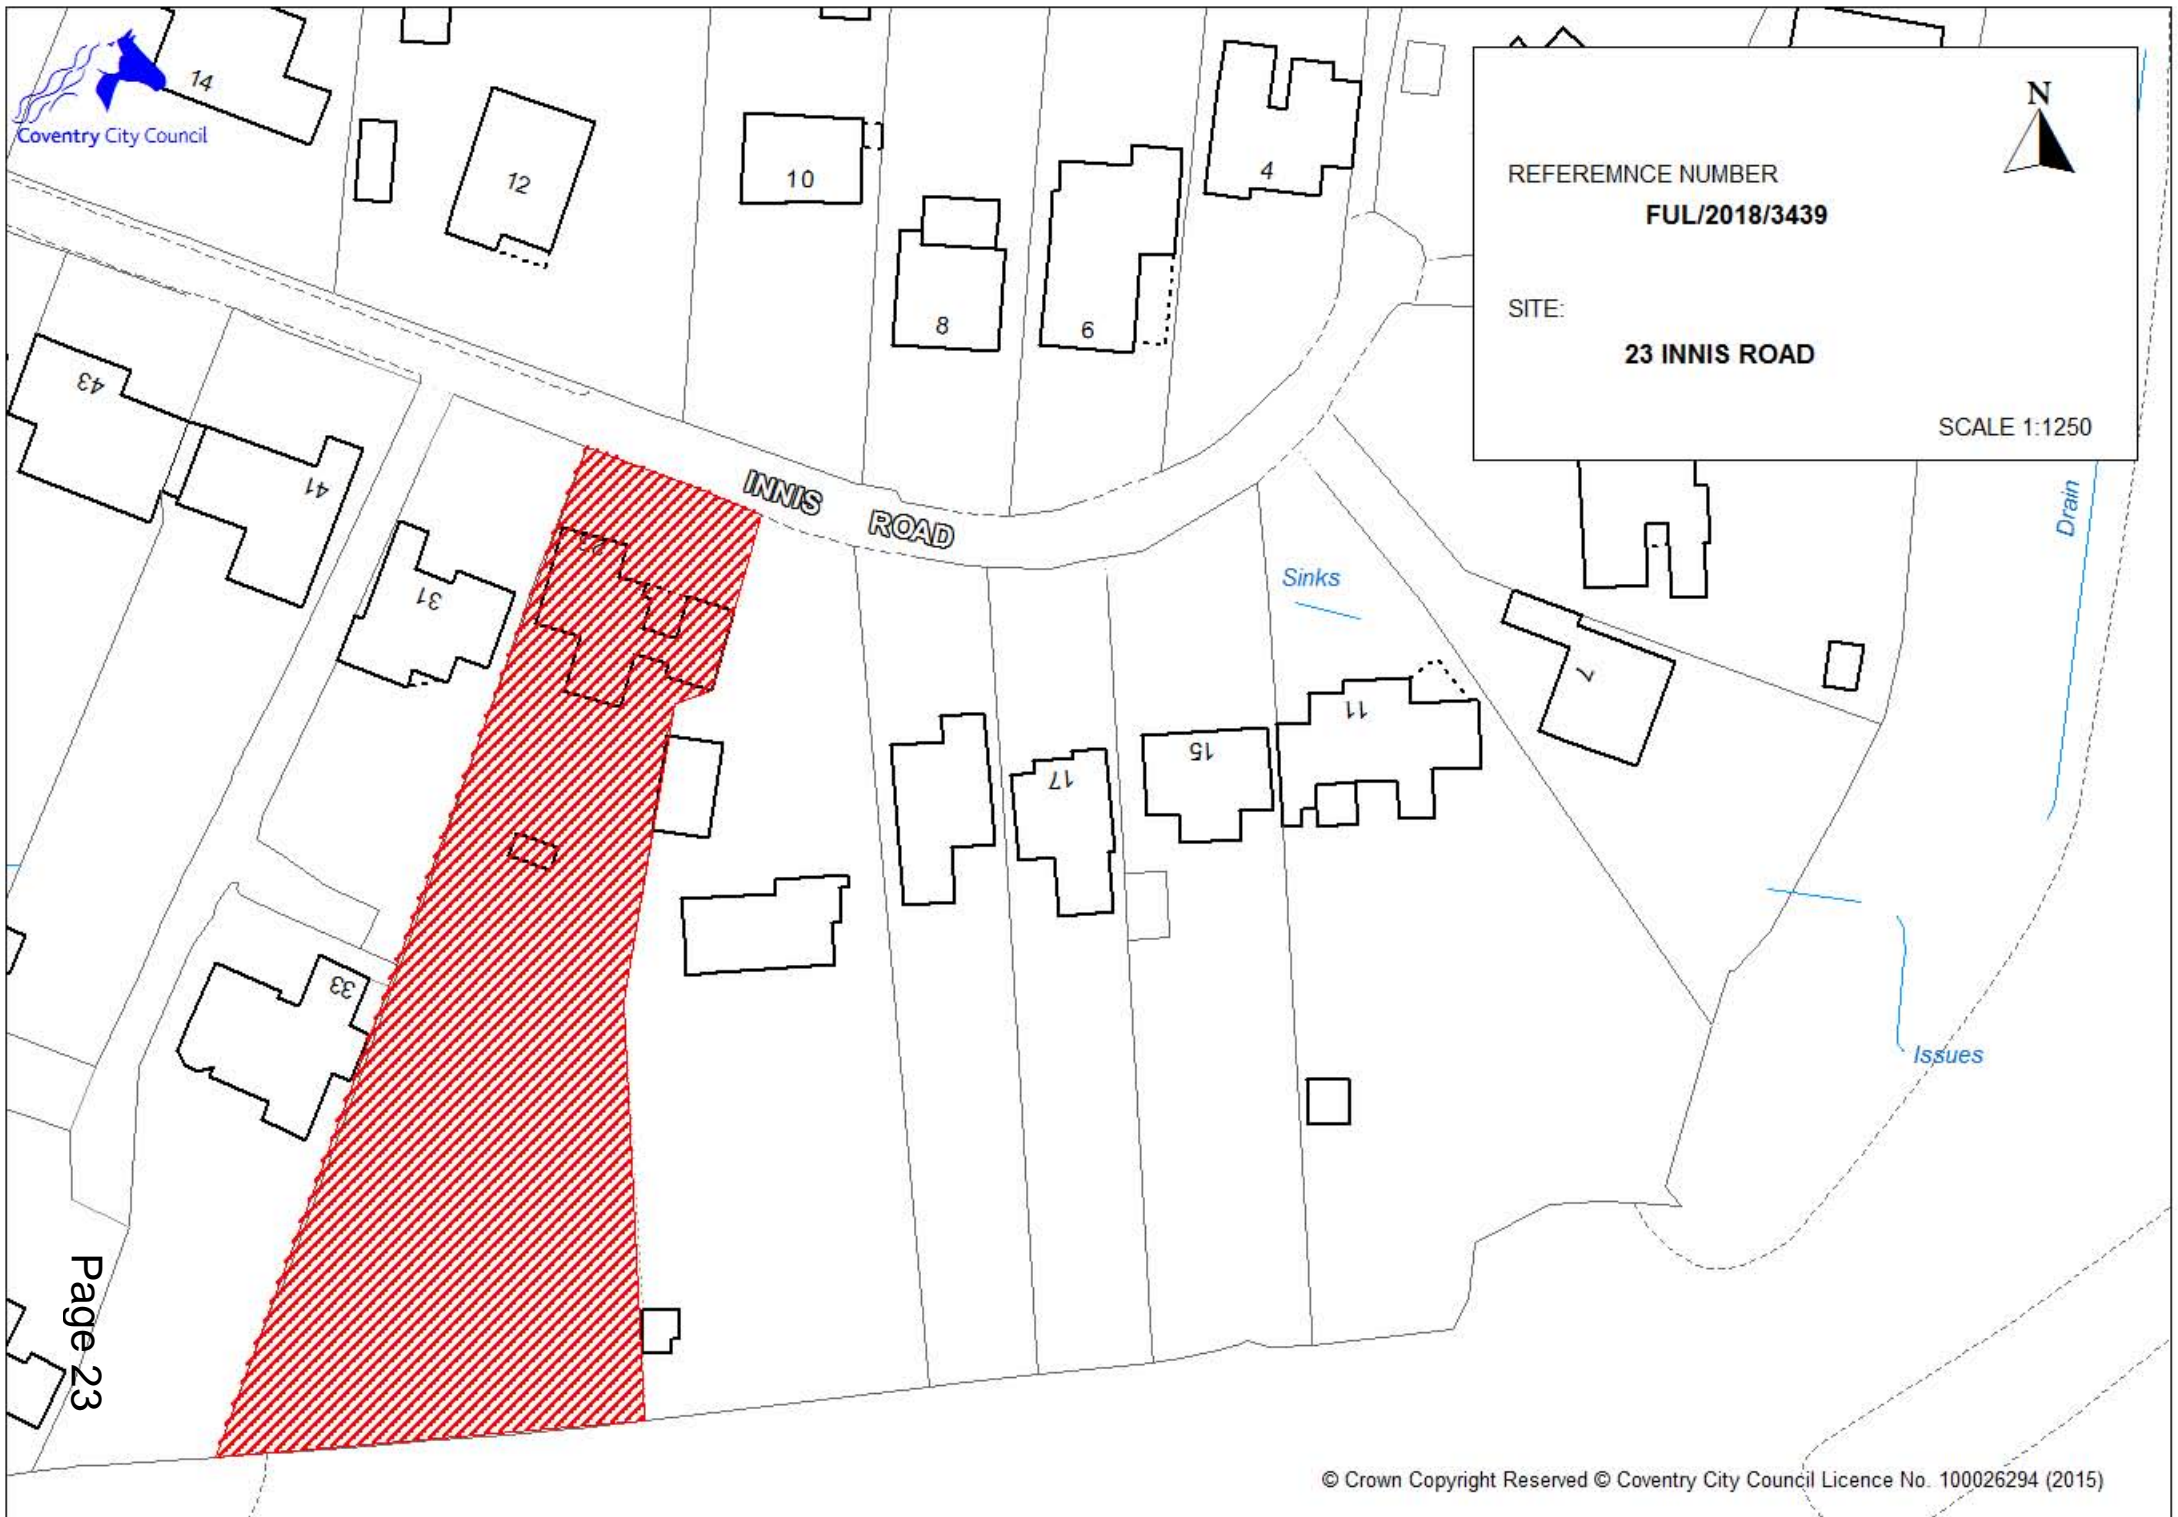 Coventry City Council
14
12
10
8
6
4
N
REFEREMNCE NUMBER
FUL/2018/3439
SITE:
23 INNIS ROAD
SCALE 1:1250
43
41
31
INNIS ROAD
Drain
Sinks
7
11
15
17
33
Issues
Page 23
© Crown Copyright Reserved © Coventry City Council Licence No. 100026294 (2015)